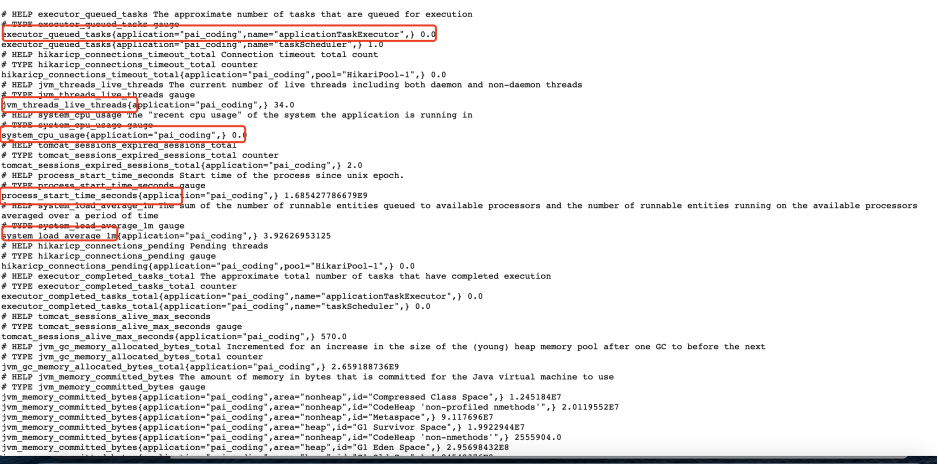 # HELP executor_queued_tasks The approximate number of tasks that are queued for execution
# TYPE executor_queued_tasks gauge
executor_queued_tasks{application="pai_coding",name="applicationTaskExecutor",} 0.0
executor_queued_tasks{application="pai_coding",name="taskScheduler",} 1.0
# HELP hikaricp_connections_timeout_total Connection timeout total count
# TYPE hikaricp_connections_timeout_total counter
hikaricp_connections_timeout_total{application="pai_coding",pool="HikariPool-1",} 0.0
# HELP jvm_threads_live_threads The current number of live threads including both daemon and non-daemon threads
# TYPE jvm_threads_live_threads gauge
jvm_threads_live_threads{application="pai_coding",} 34.0
# HELP system_cpu_usage The "recent cpu usage" of the system the application is running in
# TYPE system_cpu_usage gauge
system_cpu_usage{application="pai_coding",} 0.0
# HELP tomcat_sessions_expired_sessions_total
# TYPE tomcat_sessions_expired_sessions_total counter
tomcat_sessions_expired_sessions_total{application="pai_coding",} 2.0
# HELP process_start_time_seconds Start time of the process since unix epoch.
# TYPE process_start_time_seconds gauge
process_start_time_seconds{application="pai_coding",} 1.685427786679E9
# HELP system_load_average_1m The sum of the number of runnable entities queued to available processors and the number of runnable entities running on the available processors
averaged over a period of time
# TYPE system_load_average_1m gauge
system_load_average_1m{application="pai_coding",} 3.92626953125
# HELP hikaricp_connections_pending Pending threads
# TYPE hikaricp_connections_pending gauge
hikaricp_connections_pending{application="pai_coding",pool="HikariPool-1",} 0.0
# HELP executor_completed_tasks_total The approximate total number of tasks that have completed execution
# TYPE executor_completed_tasks_total counter
executor_completed_tasks_total{application="pai_coding",name="applicationTaskExecutor",} 0.0
executor_completed_tasks_total{application="pai_coding",name="taskScheduler",} 0.0
# HELP tomcat_sessions_alive_max_seconds
# TYPE tomcat_sessions_alive_max_seconds gauge
tomcat_sessions_alive_max_seconds{application="pai_coding",} 570.0
# HELP jvm_gc_memory_allocated_bytes_total Incremented for an increase in the size of the (young) heap memory pool after one GC to before the next
# TYPE jvm_gc_memory_allocated_bytes_total counter
jvm_gc_memory_allocated_bytes_total{application="pai_coding",} 2.659188736E9
# HELP jvm_memory_committed_bytes The amount of memory in bytes that is committed for the Java virtual machine to use
# TYPE jvm_memory_committed_bytes gauge
jvm_memory_committed_bytes{application="pai_coding",area="nonheap",id="Compressed Class Space",} 1.245184E7
jvm_memory_committed_bytes{application="pai_coding",area="nonheap",id="CodeHeap 'non-profiled nmethods'",} 2.0119552E7
jvm_memory_committed_bytes{application="pai_coding",area="nonheap",id="Metaspace",} 9.117696E7
jvm_memory_committed_bytes{application="pai_coding",area="heap",id="G1 Survivor Space",} 1.9922944E7
jvm_memory_committed_bytes{application="pai_coding",area="nonheap",id="CodeHeap 'non-nmethods'",} 2555904.0
jvm_memory_committed_bytes{application="pai_coding",area="heap",id="G1 Eden Space",} 2.95698432E8